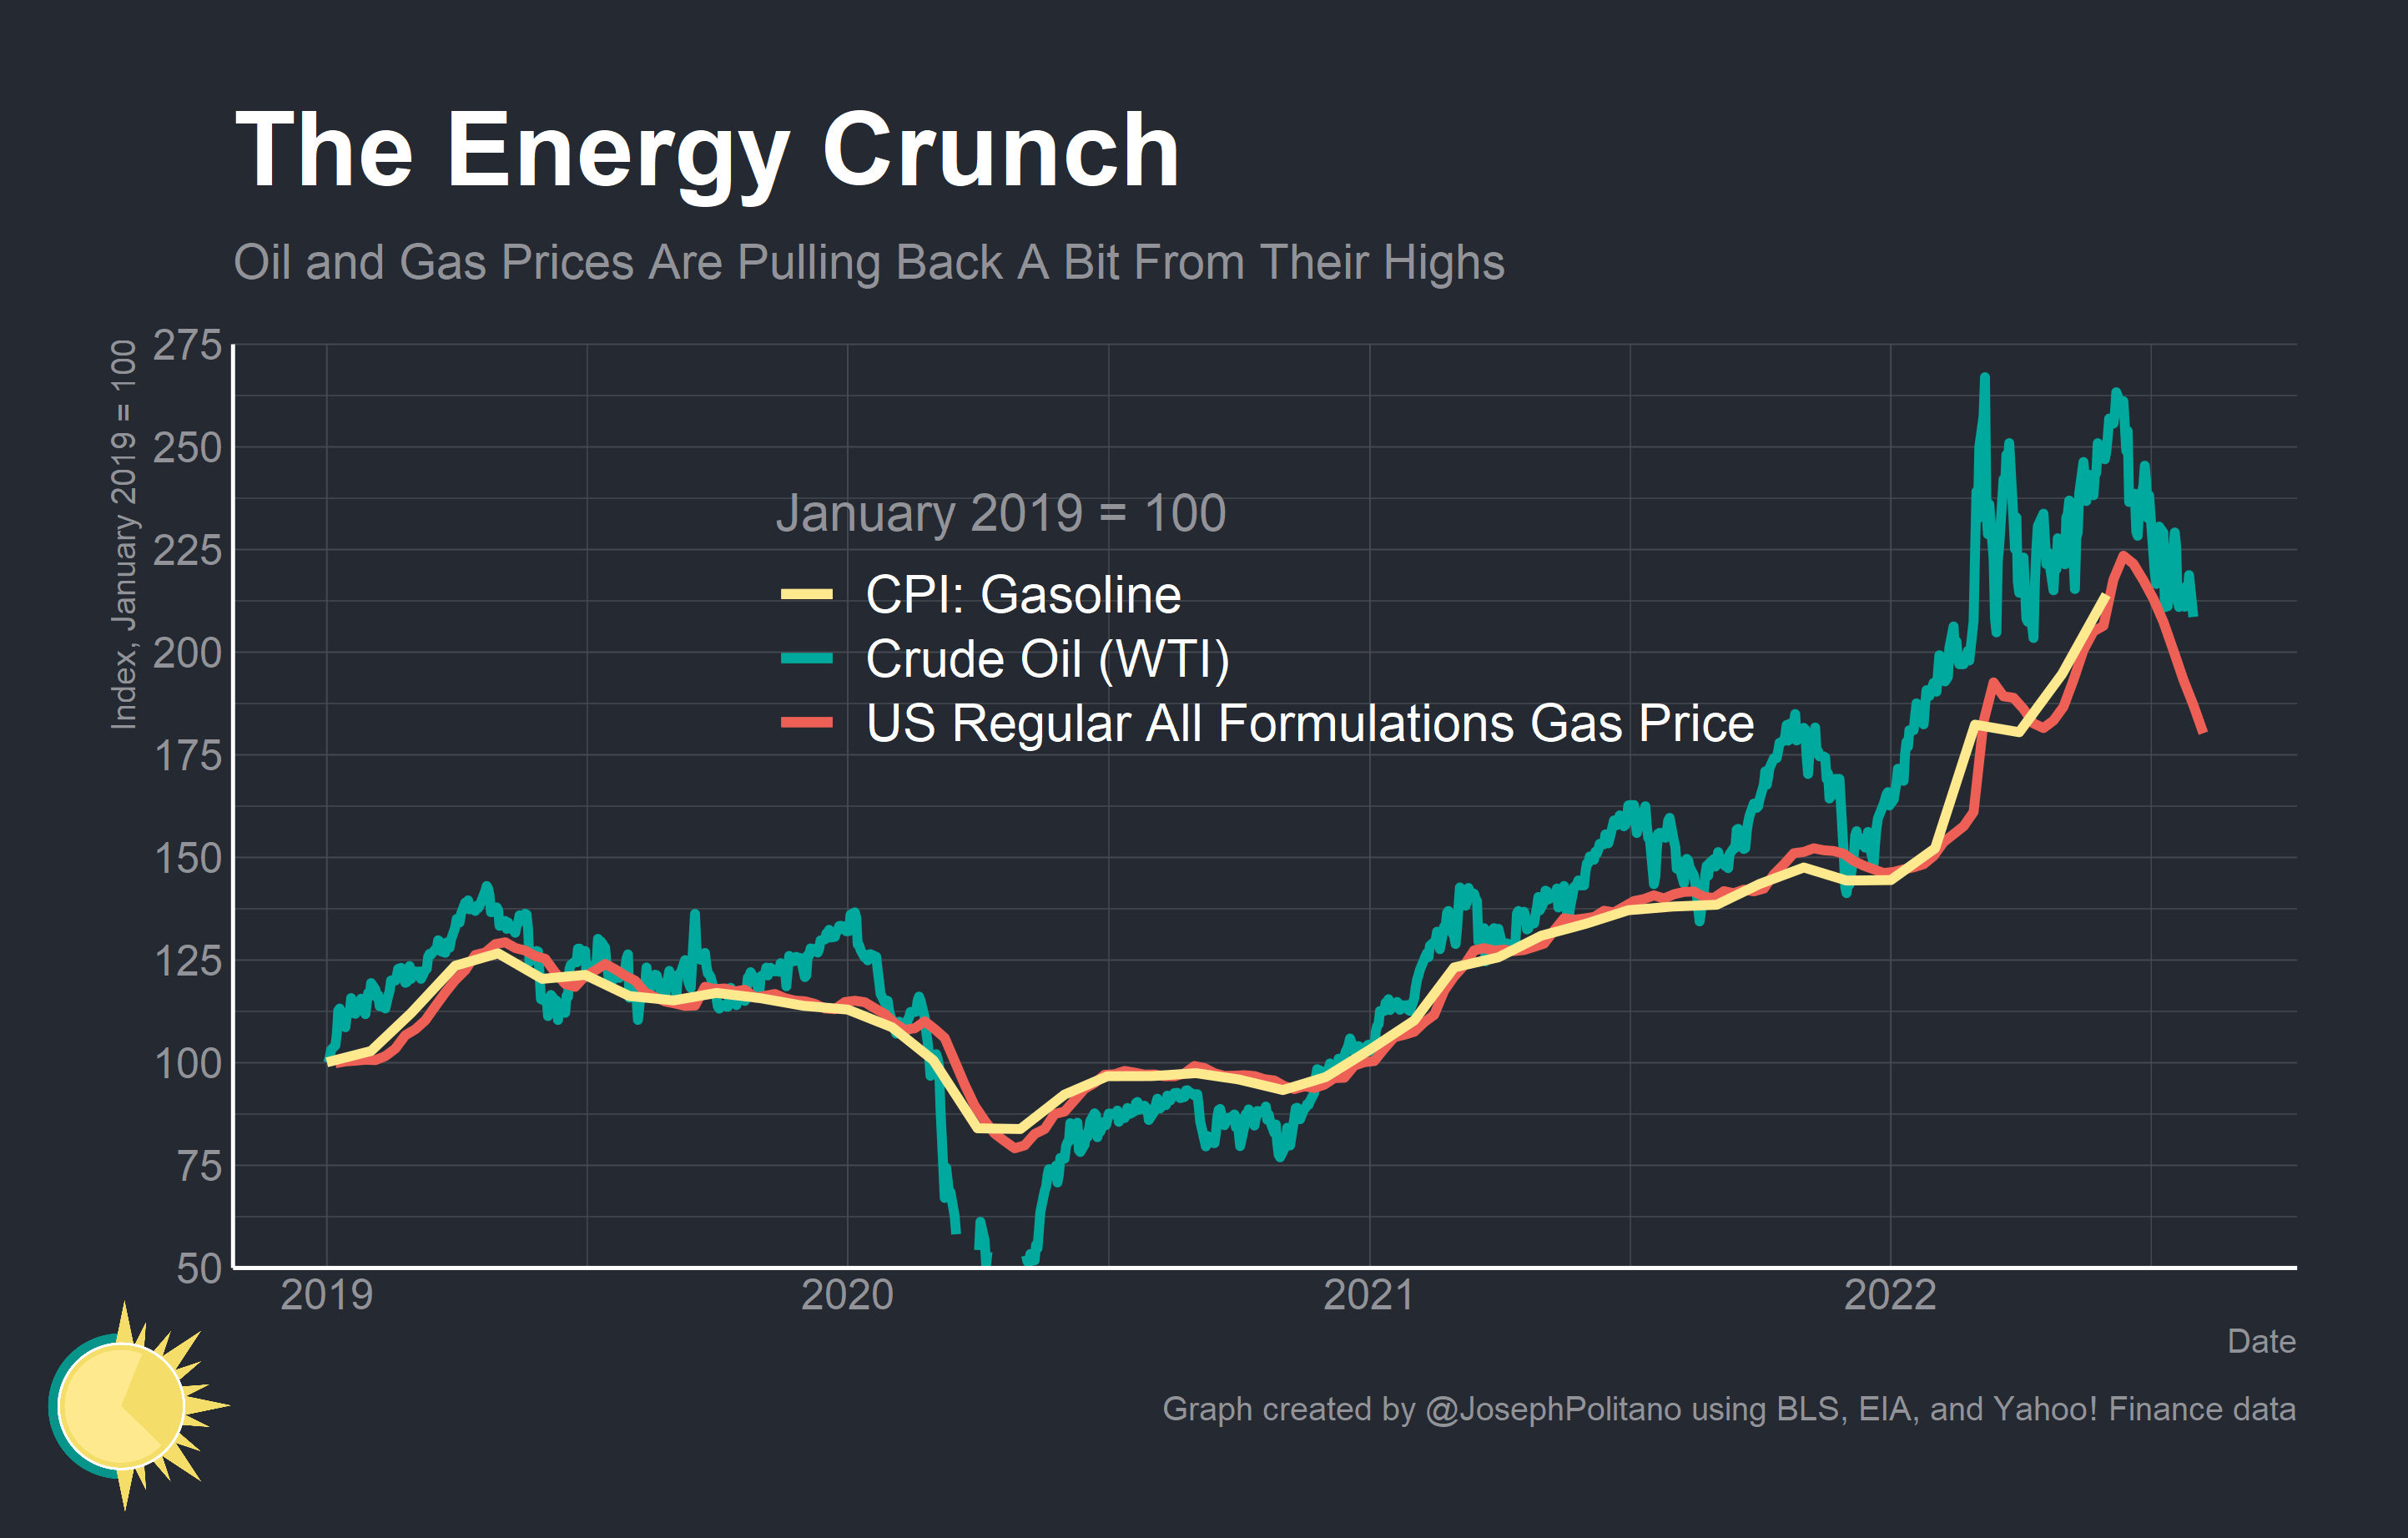 The Energy Crunch
Oil and Gas Prices Are Pulling Back A Bit From Their Highs
Index, January 2019 = 100
275
250
225
200
175
150
125
100
75
50
January 2019 = 100
CPI: Gasoline
Crude Oil (WTI)
US Regular All Formulations Gas Price
2019 2020 2021 2022
Date
Graph created by @JosephPolitano using BLS, EIA, and Yahoo! Finance data